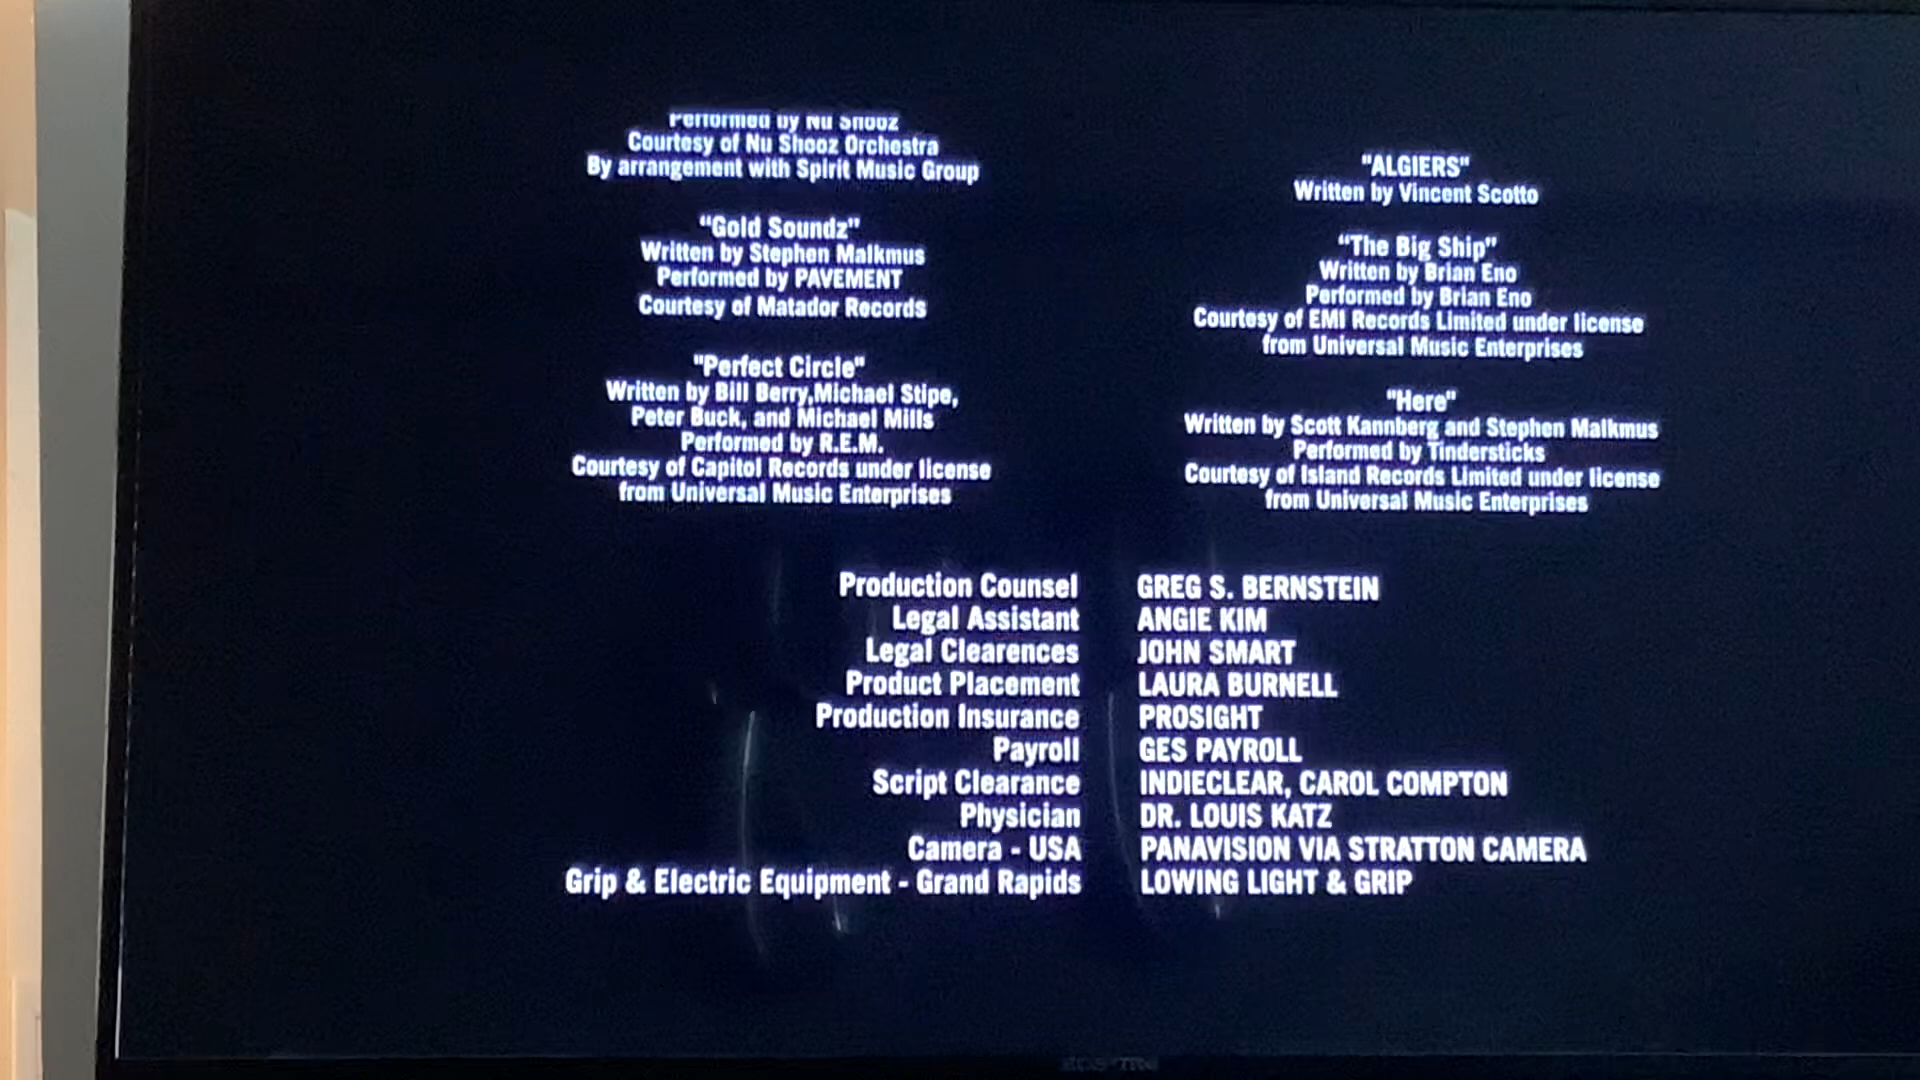 Performed by Nu Shooz
Courtesy of Nu Shooz Orchestra
By arrangement with Spirit Music Group
"Gold Soundz"
Written by Stephen Malkmus
Performed by PAVEMENT
Courtesy of Matador Records
"Perfect Circle"
Written by Bill Berry,Michael Stipe,
Peter Buck, and Michael Mills
Performed by R.E.M.
Courtesy of Capitol Records under license
from Universal Music Enterprises
"ALGIERS"
Written by Vincent Scotto
"The Big Ship"
Written by Brian Eno
Performed by Brian Eno
Courtesy of EMI Records Limited under license
from Universal Music Enterprises
"Here"
Written by Scott Kannberg and Stephen Malkmus
Performed by Tindersticks
Courtesy of Island Records Limited under license
from Universal Music Enterprises
Production Counsel GREG S. BERNSTEIN
Legal Assistant ANGIE KIM
Legal Clearences JOHN SMART
Product Placement LAURA BURNELL
Production Insurance PROSIGHT
Payroll GES PAYROLL
Script Clearance INDIECLEAR, CAROL COMPTON
Physician DR. LOUIS KATZ
Camera - USA PANAVISION VIA STRATTON CAMERA
Grip & Electric Equipment - Grand Rapids LOWING LIGHT & GRIP